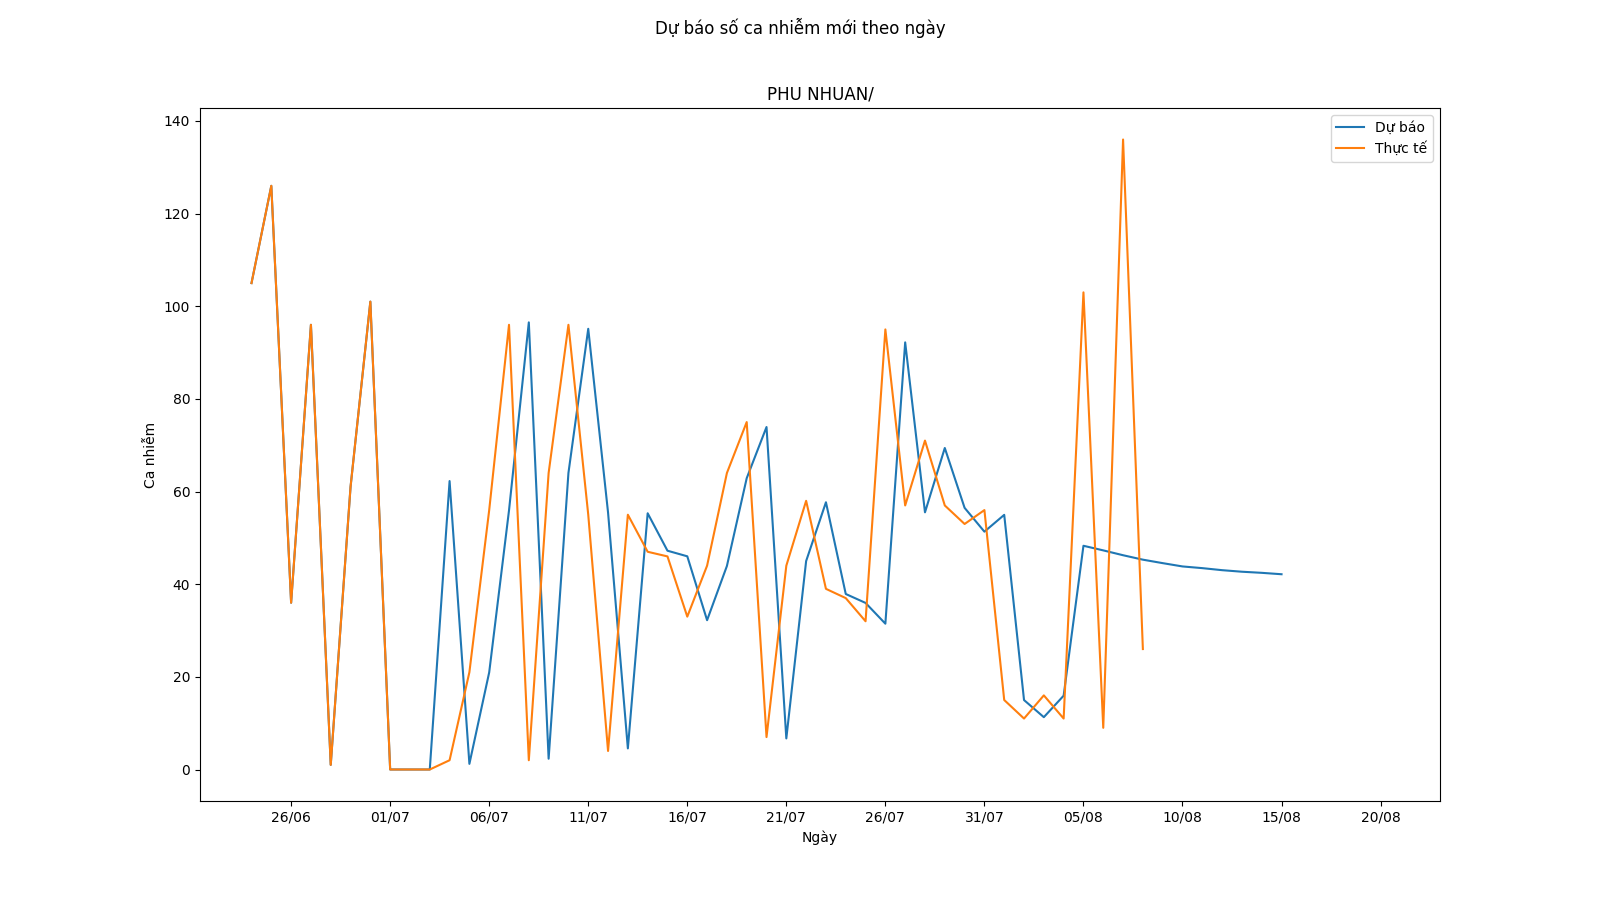 Dự báo số ca nhiễm mới theo ngày
PHU NHUAN/
140
120
100
80
60
40
20
0
Ca nhiễm
Dự báo
Thực tế
26/06 01/07 06/07 11/07 16/07 21/07 26/07 31/07 05/08 10/08 15/08 20/08
Ngày